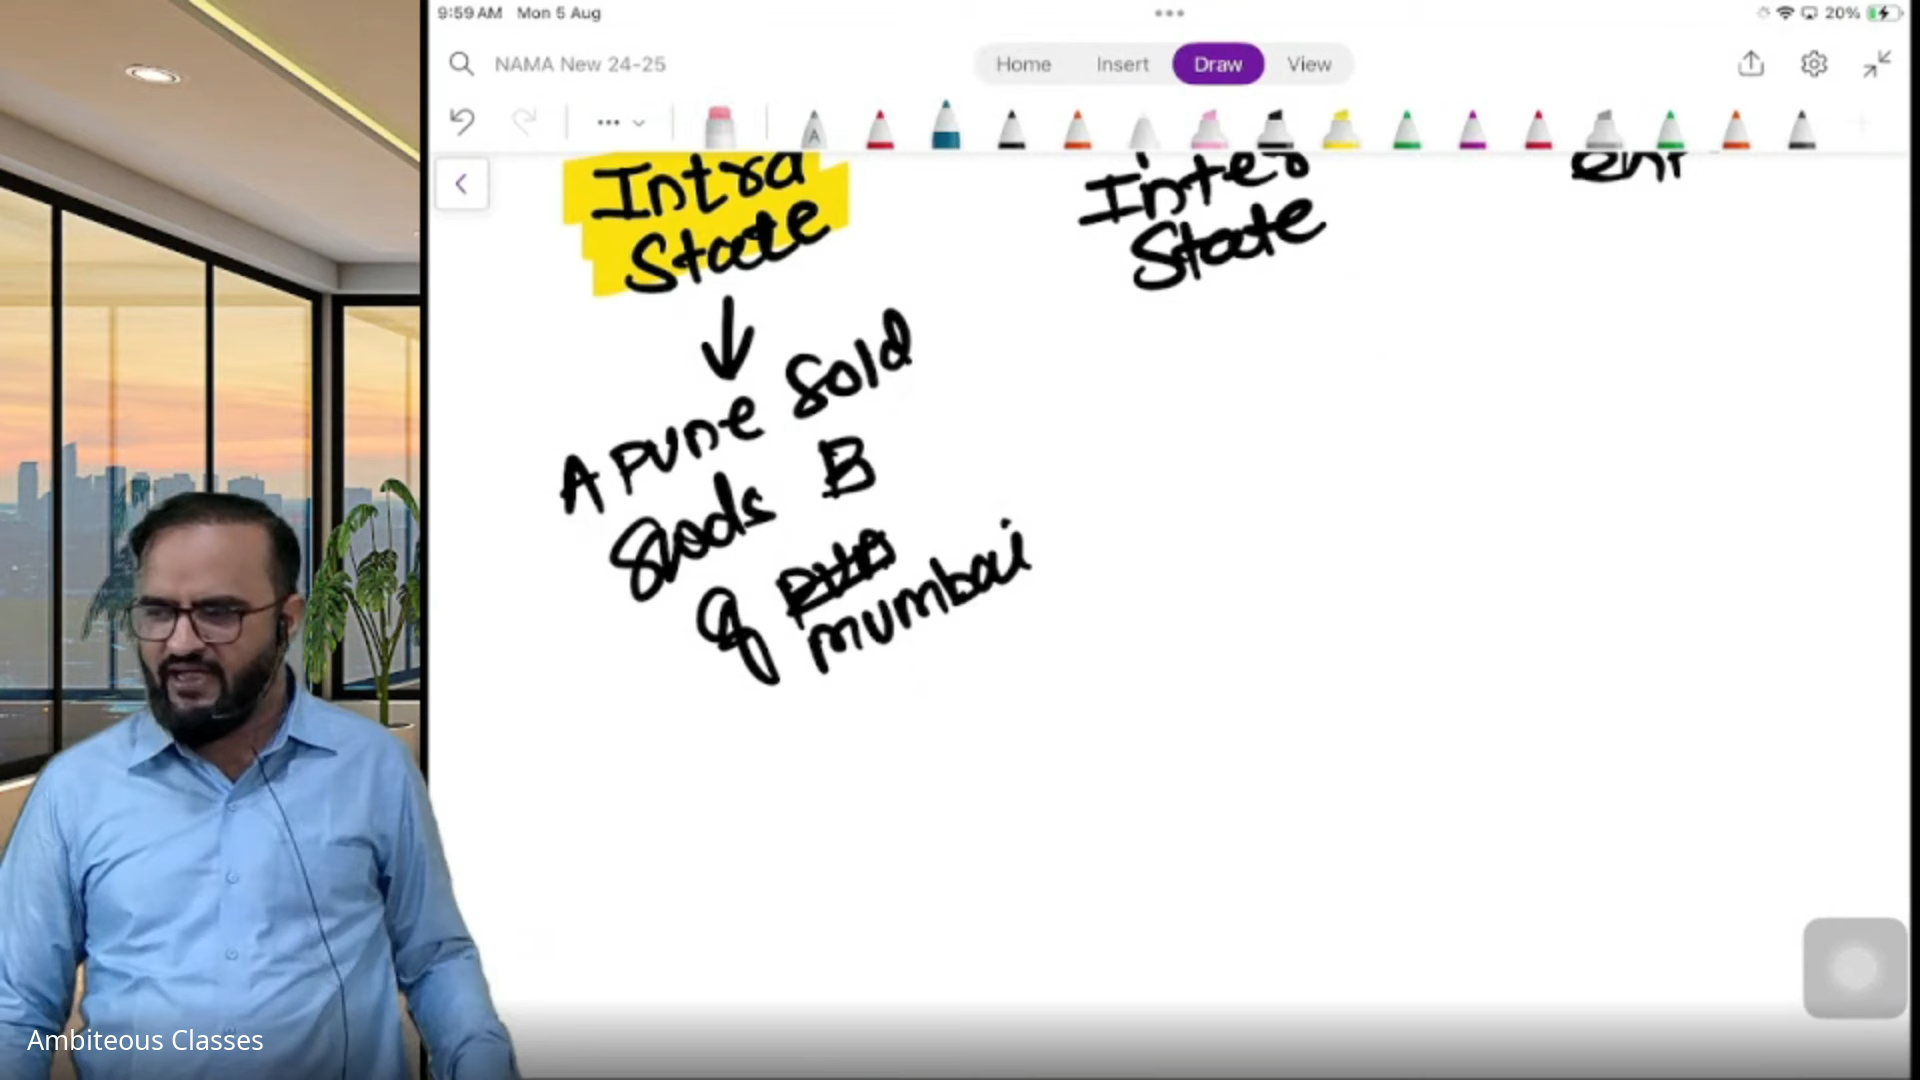 9:59 AM Mon 5 Aug
20%
NAMA New 24-25
Home Insert Draw View
A
Intra
State
Inter
State
A Pune Sold
Goods B
of Mumbai
Ambiteous Classes